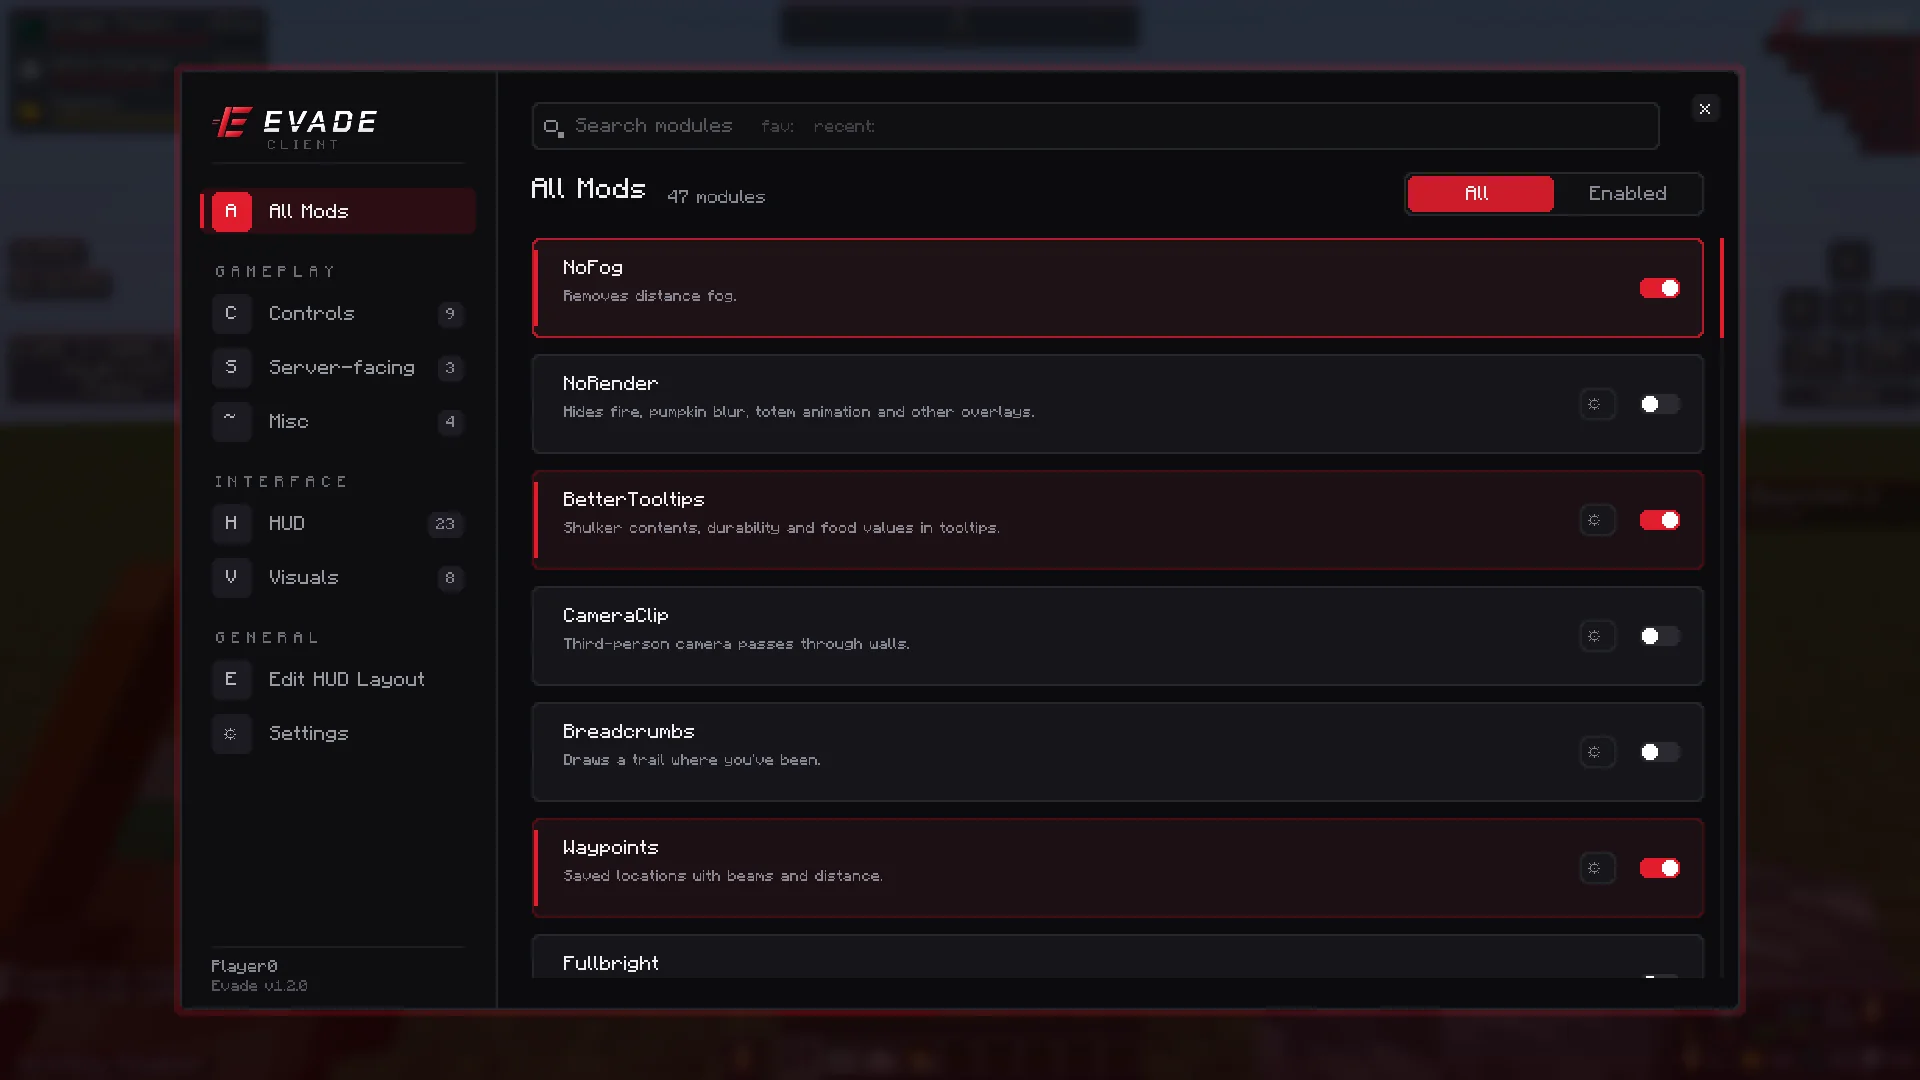 EVADE
CLIENT
A All Mods
GAMEPLAY
C Controls 9
S Server-facing 3
~ Misc 4
INTERFACE
H HUD 23
V Visuals 8
GENERAL
E Edit HUD Layout
Settings
Player0
Evade v1.2.0
Search modules fav: recent:
All Mods 47 modules
All Enabled
NoFog
Removes distance fog.
NoRender
Hides fire, pumpkin blur, totem animation and other overlays.
BetterTooltips
Shulker contents, durability and food values in tooltips.
CameraClip
Third-person camera passes through walls.
Breadcrumbs
Draws a trail where you've been.
Waypoints
Saved locations with beams and distance.
Fullbright